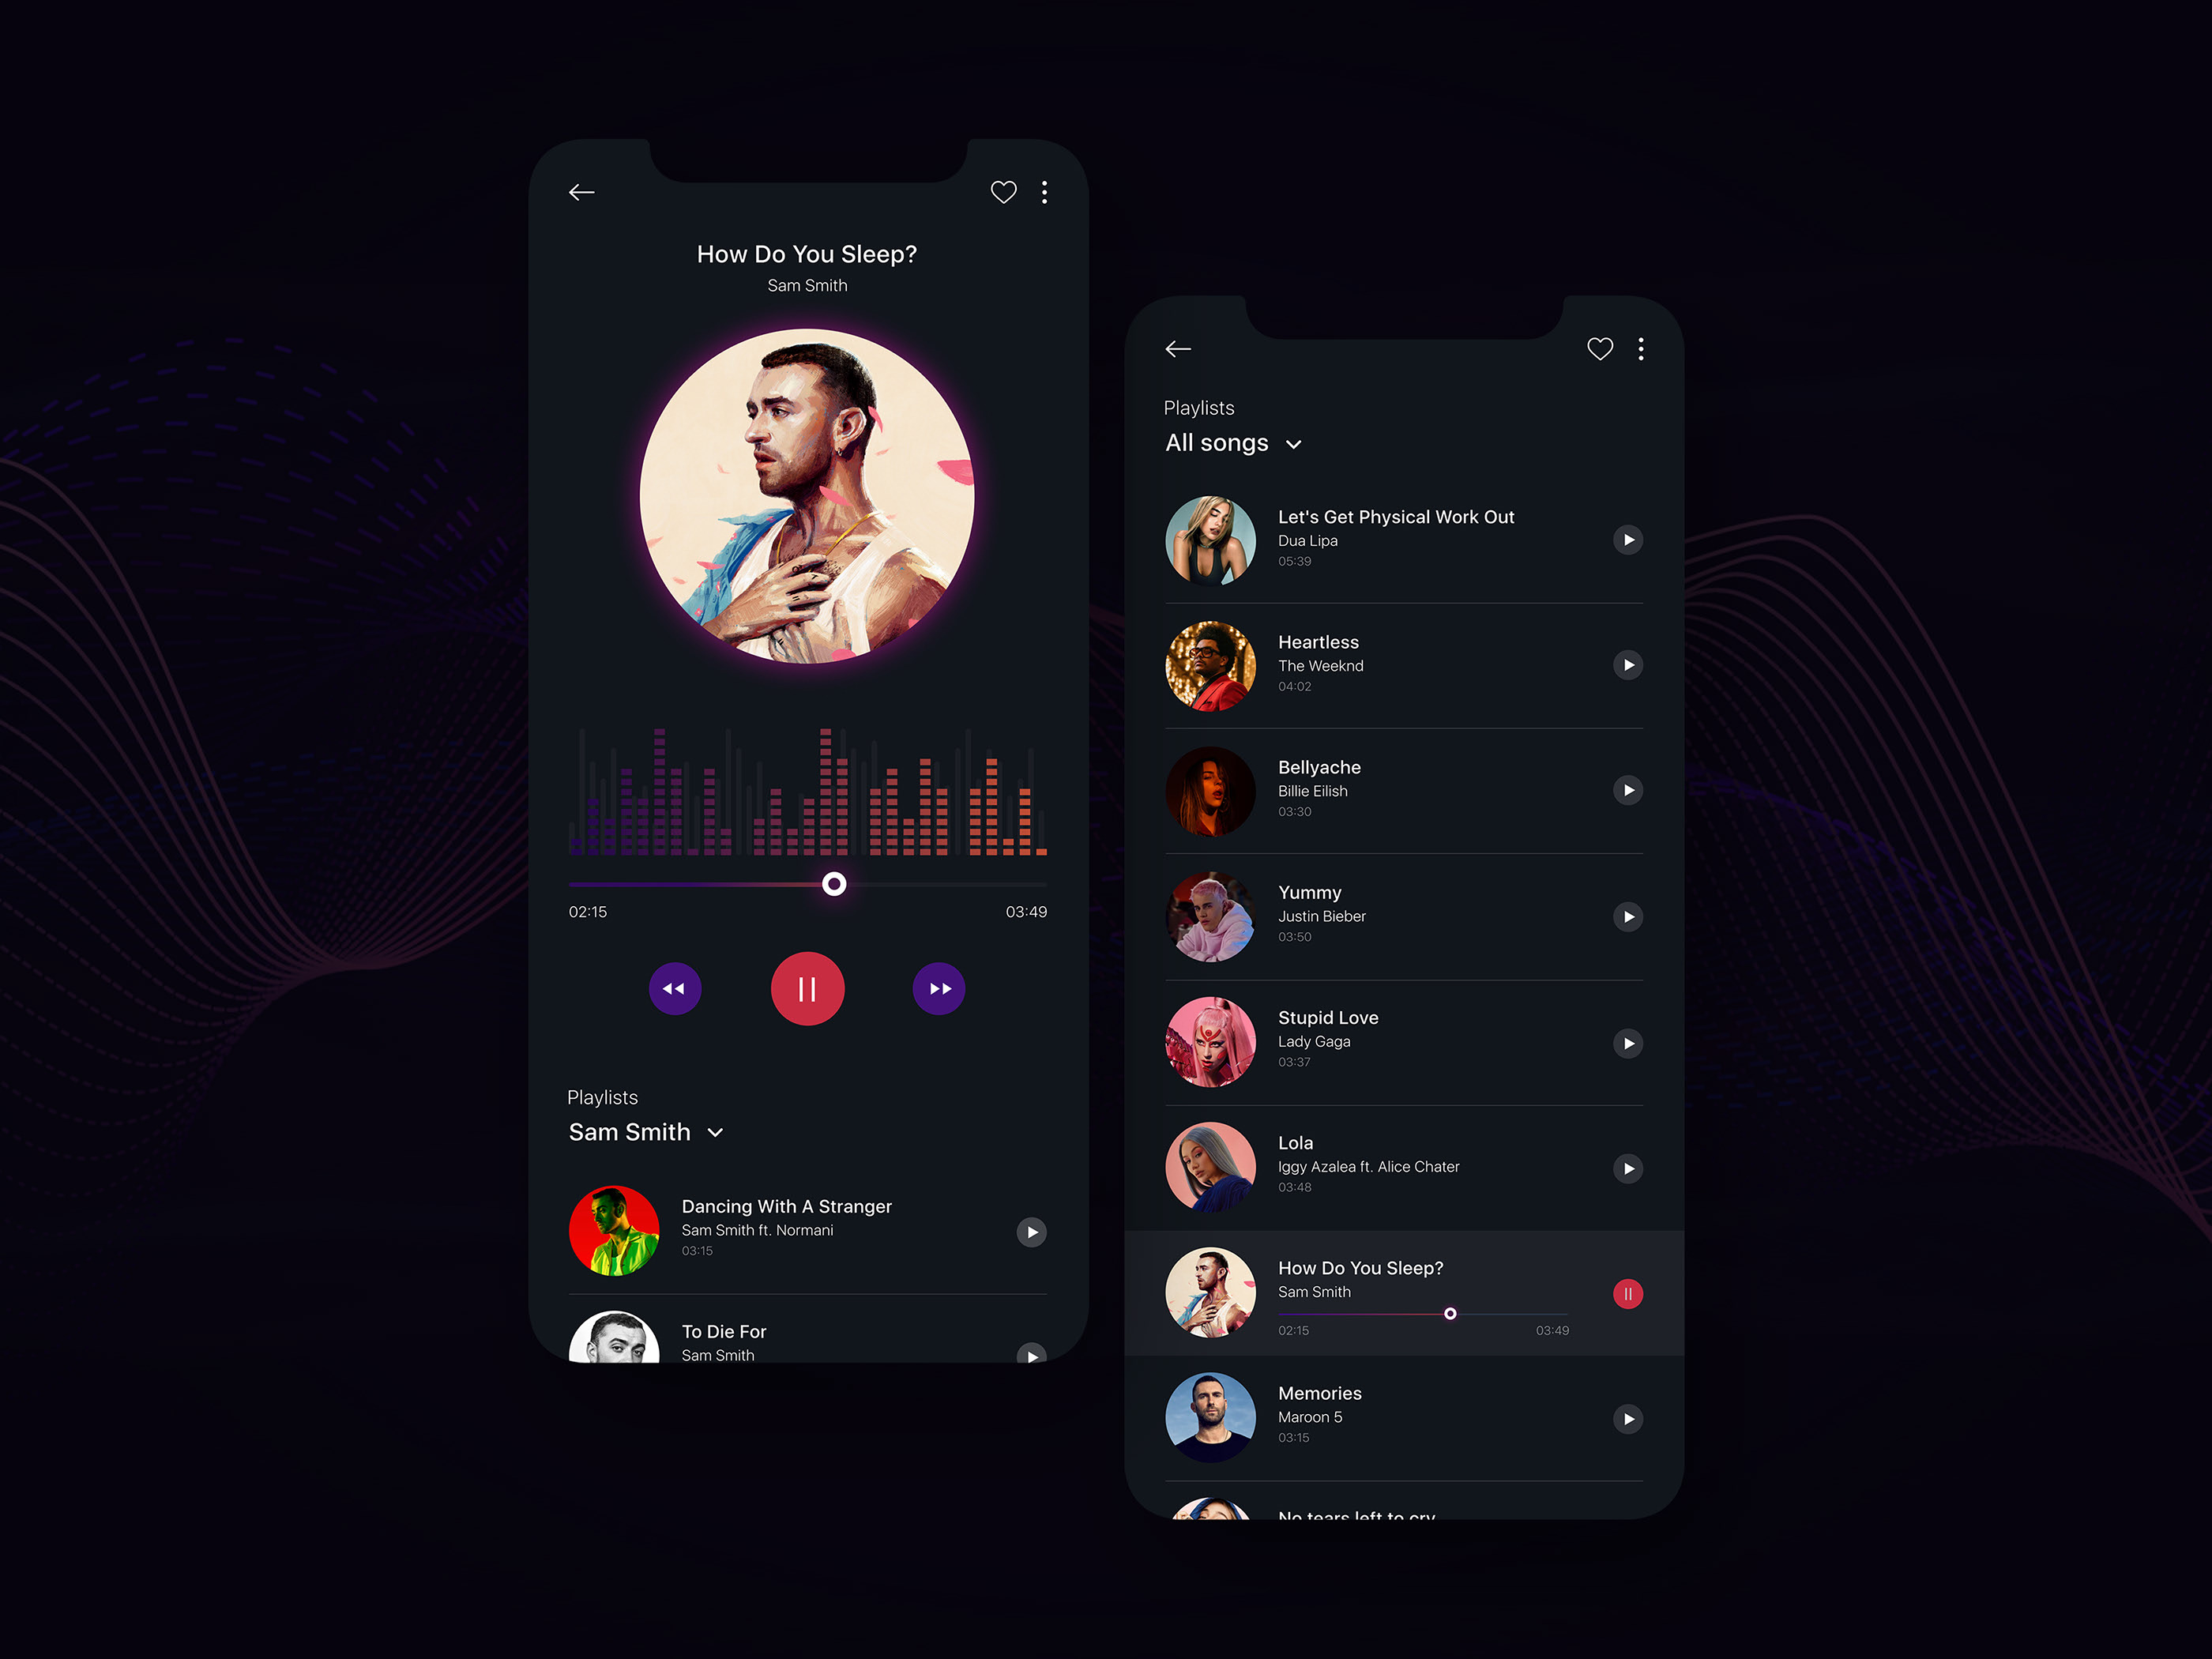 How Do You Sleep?
Sam Smith
02:15
03:49
Playlists
Sam Smith
Dancing With A Stranger
Sam Smith ft. Normani
03:15
To Die For
Sam Smith
Playlists
All songs
Let's Get Physical Work Out
Dua Lipa
05:39
Heartless
The Weeknd
04:02
Bellyache
Billie Eilish
03:30
Yummy
Justin Bieber
03:50
Stupid Love
Lady Gaga
03:37
Lola
Iggy Azalea ft. Alice Chater
03:48
How Do You Sleep?
Sam Smith
02:15
03:49
Memories
Maroon 5
03:15
No tears left to cry